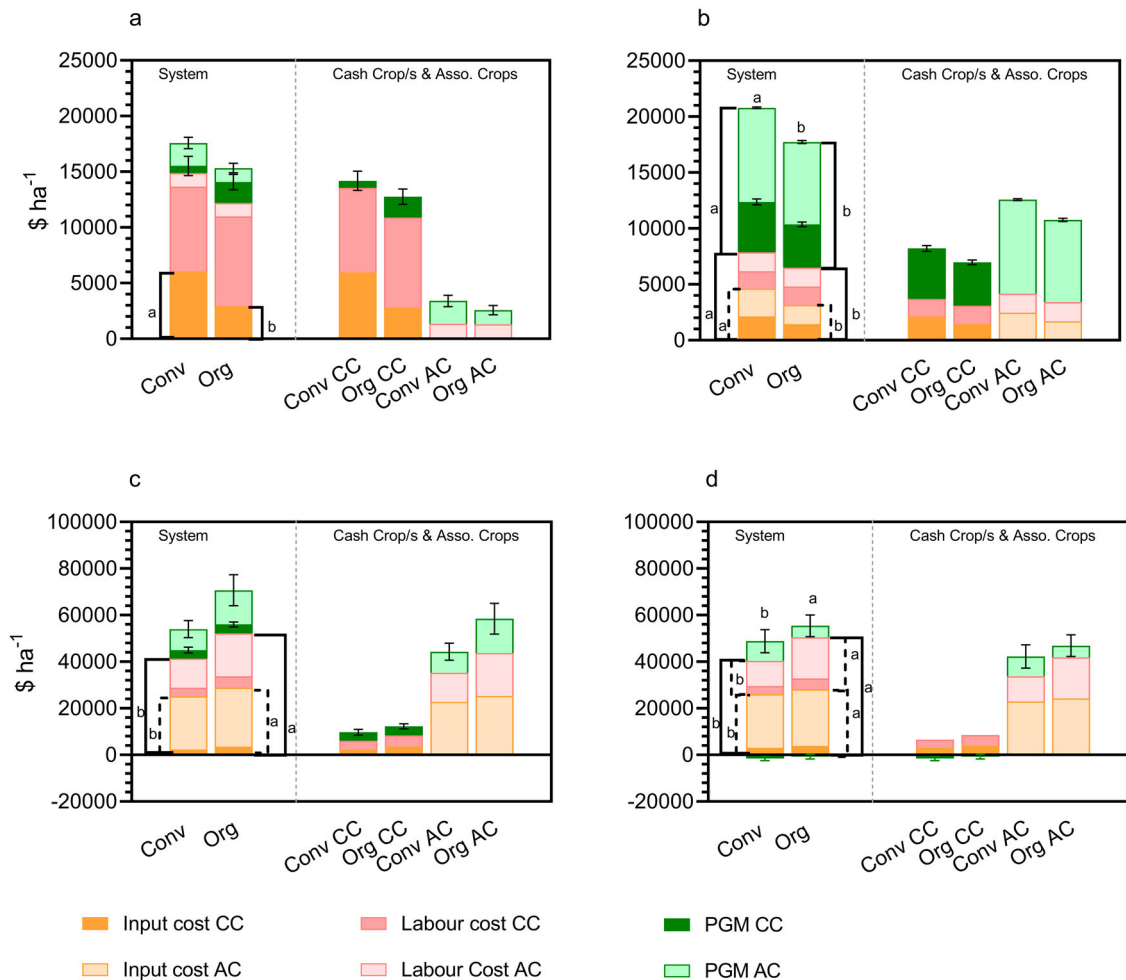 a
25000
20000
15000
10000
5000
0
$ ha⁻¹
System
Cash Crop/s & Asso. Crops
a
b
Conv
Org
Conv CC
Org CC
Conv AC
Org AC
b
25000
20000
15000
10000
5000
0
$ ha⁻¹
System
Cash Crop/s & Asso. Crops
a
b
a
b
a
a
b
b
Conv
Org
Conv CC
Org CC
Conv AC
Org AC
c
100000
80000
60000
40000
20000
0
-20000
$ ha⁻¹
System
Cash Crop/s & Asso. Crops
b
b
a
a
Conv
Org
Conv CC
Org CC
Conv AC
Org AC
d
100000
80000
60000
40000
20000
0
-20000
$ ha⁻¹
System
Cash Crop/s & Asso. Crops
b
a
b
b
b
a
a
a
Conv
Org
Conv CC
Org CC
Conv AC
Org AC
Input cost CC
Labour cost CC
PGM CC
Input cost AC
Labour Cost AC
PGM AC